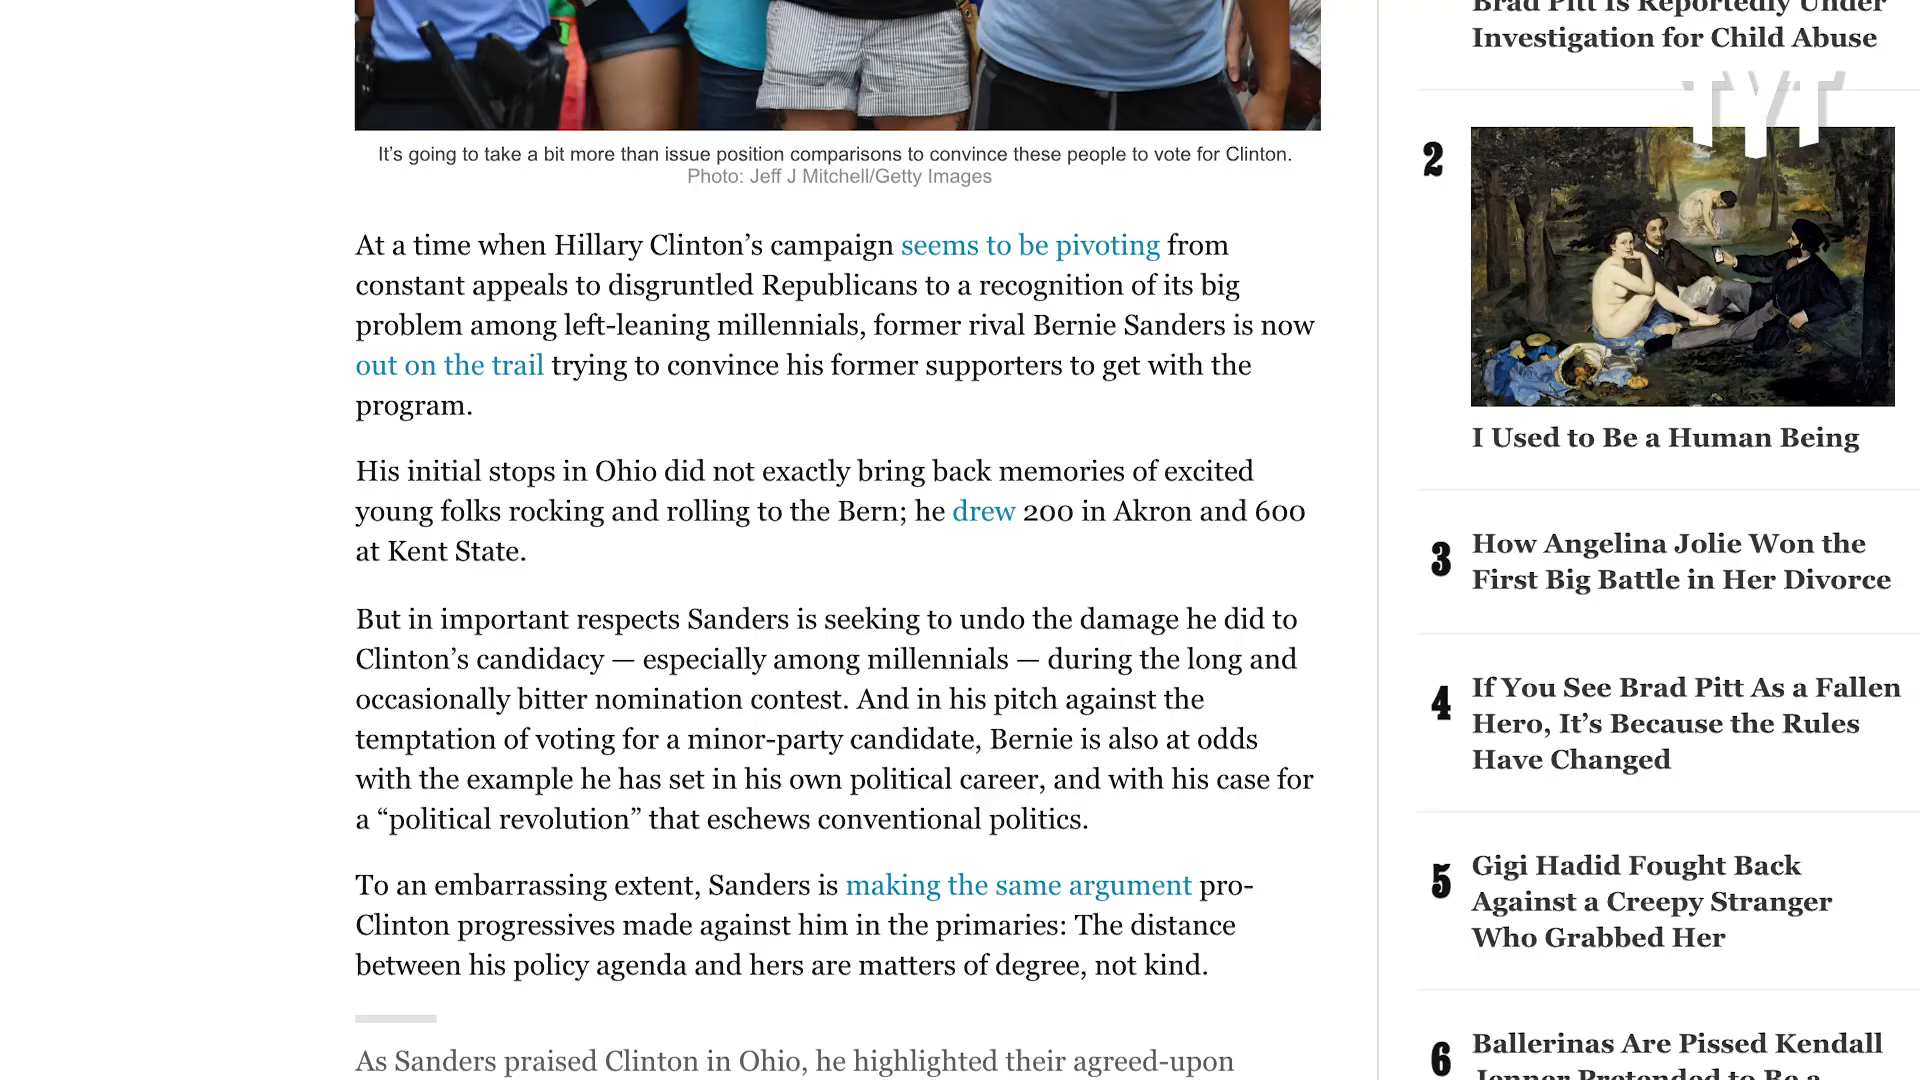 It’s going to take a bit more than issue position comparisons to convince these people to vote for Clinton.
Photo: Jeff J Mitchell/Getty Images
At a time when Hillary Clinton’s campaign seems to be pivoting from
constant appeals to disgruntled Republicans to a recognition of its big
problem among left-leaning millennials, former rival Bernie Sanders is now
out on the trail trying to convince his former supporters to get with the
program.
His initial stops in Ohio did not exactly bring back memories of excited
young folks rocking and rolling to the Bern; he drew 200 in Akron and 600
at Kent State.
But in important respects Sanders is seeking to undo the damage he did to
Clinton’s candidacy — especially among millennials — during the long and
occasionally bitter nomination contest. And in his pitch against the
temptation of voting for a minor-party candidate, Bernie is also at odds
with the example he has set in his own political career, and with his case for
a “political revolution” that eschews conventional politics.
To an embarrassing extent, Sanders is making the same argument pro-
Clinton progressives made against him in the primaries: The distance
between his policy agenda and hers are matters of degree, not kind.
As Sanders praised Clinton in Ohio, he highlighted their agreed-upon
Brad Pitt Is Reportedly Under
Investigation for Child Abuse
TYT
2
I Used to Be a Human Being
3
How Angelina Jolie Won the
First Big Battle in Her Divorce
4
If You See Brad Pitt As a Fallen
Hero, It’s Because the Rules
Have Changed
5
Gigi Hadid Fought Back
Against a Creepy Stranger
Who Grabbed Her
6
Ballerinas Are Pissed Kendall
Jenner Pretended to Be a